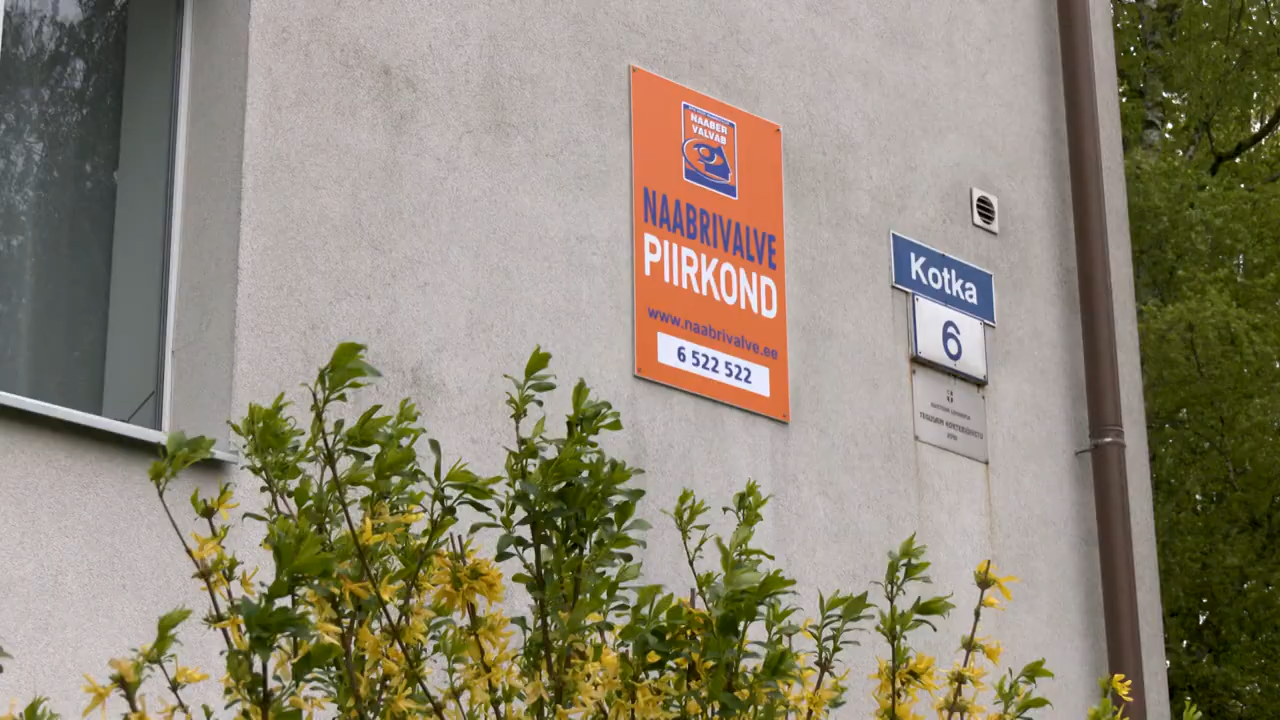 NAABER
VALVAB
NAABRIVALVE
PIIRKOND
www.naabrivalve.ee
6 522 522
Kotka
6